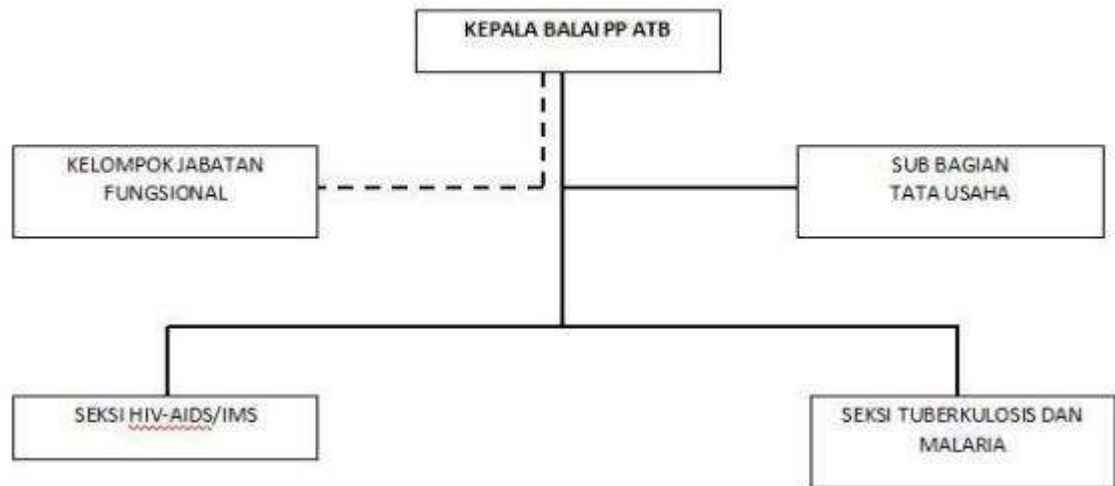 KEPALA BALAI PP ATB
KELOMPOK JABATAN
FUNGSIONAL
SUB BAGIAN
TATA USAHA
SEKSI HIV-AIDS/IMS
SEKSI TUBERKULOSIS DAN
MALARIA